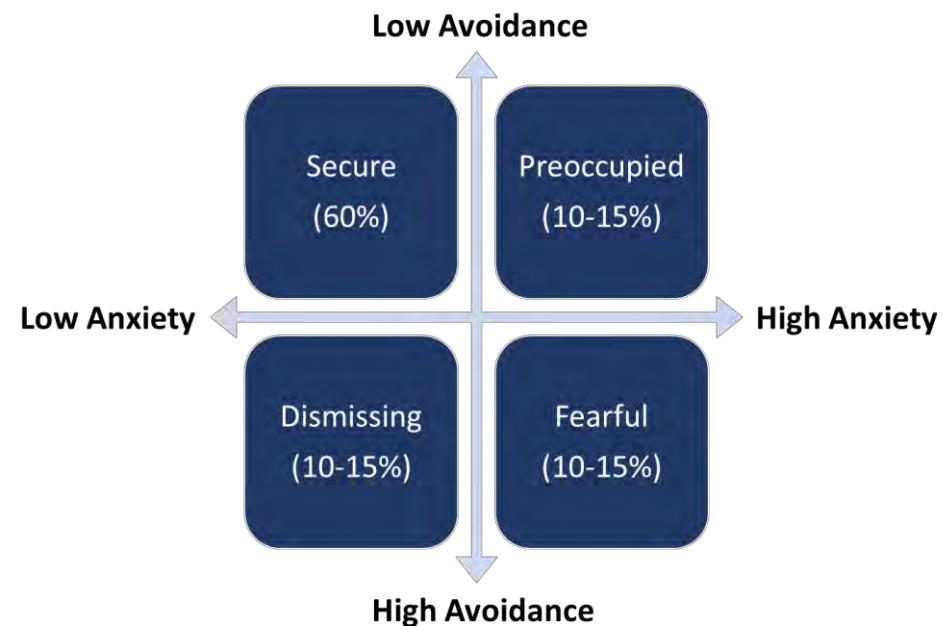 Low Avoidance
Secure
(60%)
Preoccupied
(10-15%)
Low Anxiety
High Anxiety
Dismissing
(10-15%)
Fearful
(10-15%)
High Avoidance